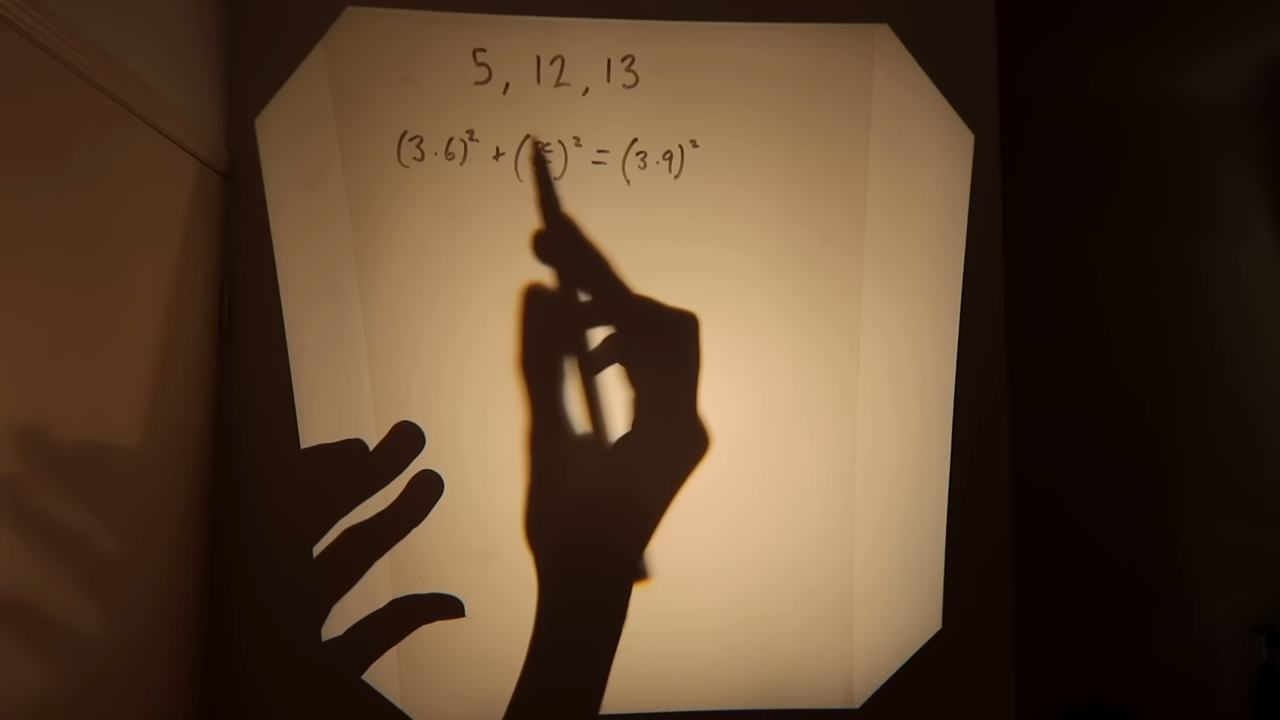 5, 12, 13
(3.6)² + ( )² = (3.9)²